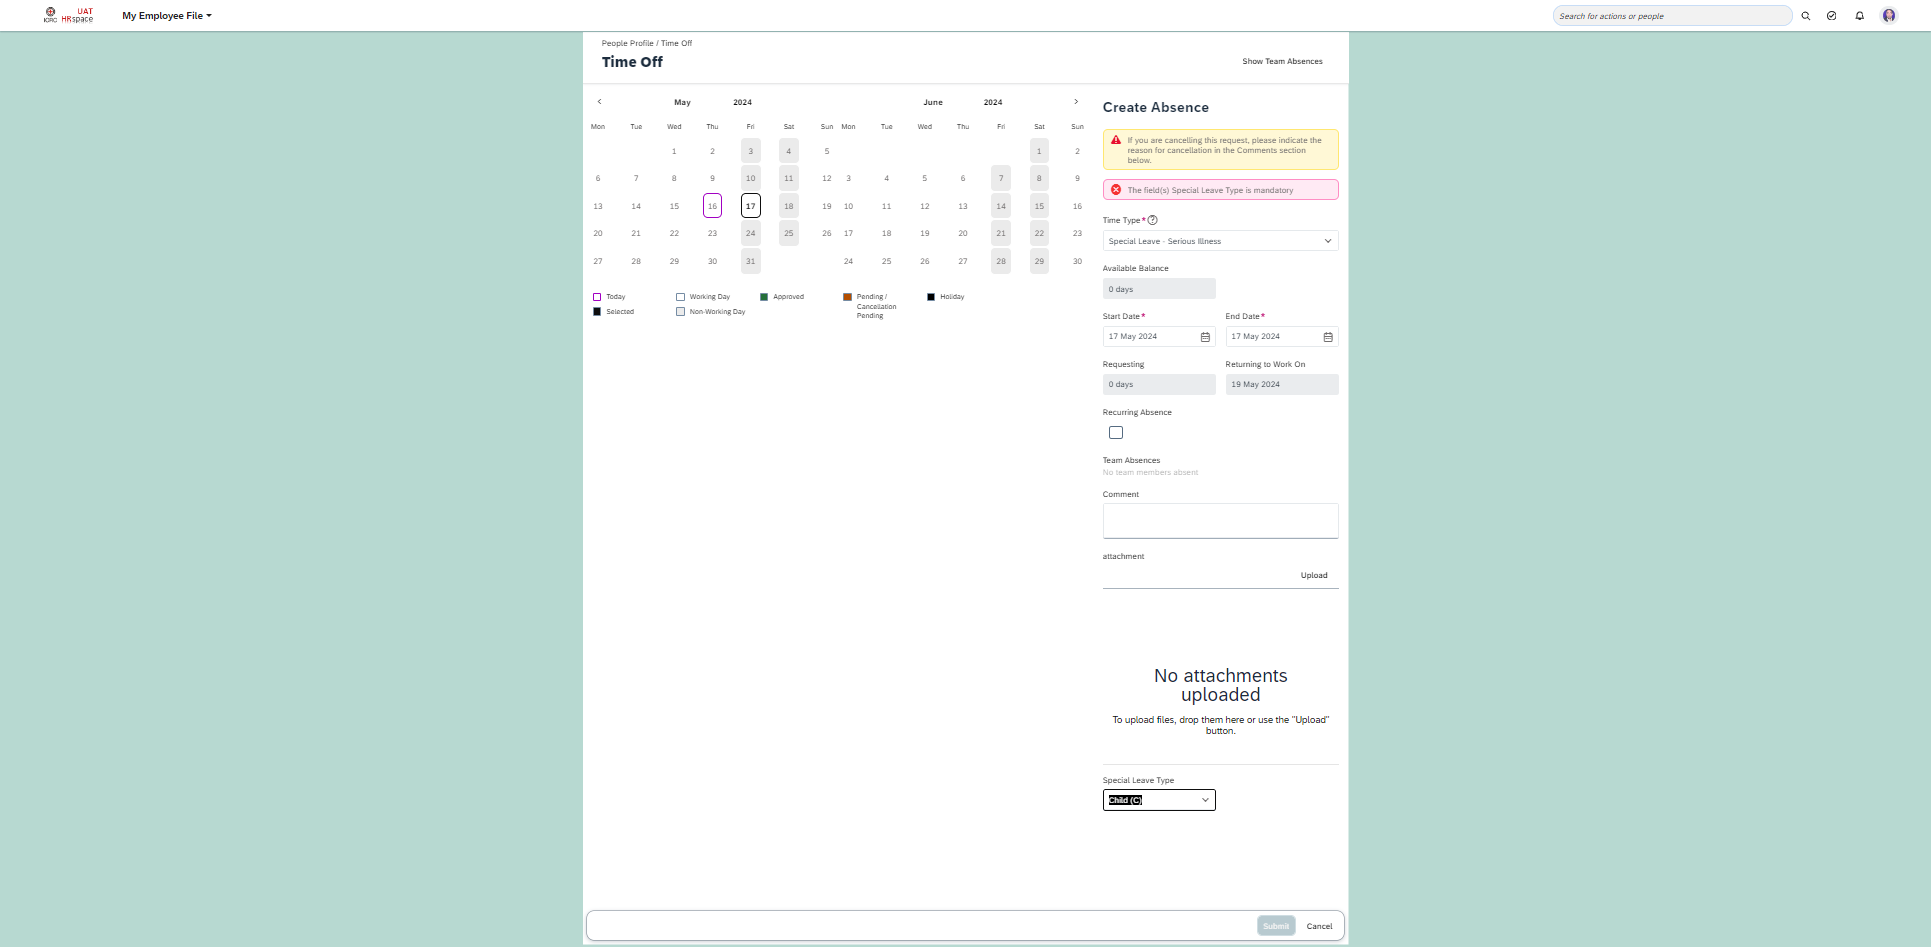 ICRC
UAT
HRspace
My Employee File
Search for actions or people
People Profile / Time Off
Time Off
Show Team Absences
May 2024
June 2024
Mon Tue Wed Thu Fri Sat Sun
Mon Tue Wed Thu Fri Sat Sun
1 2 3 4 5
1 2
6 7 8 9 10 11 12
3 4 5 6 7 8 9
13 14 15 16 17 18 19
10 11 12 13 14 15 16
20 21 22 23 24 25 26
17 18 19 20 21 22 23
27 28 29 30 31
24 25 26 27 28 29 30
Today
Working Day
Approved
Pending /
Cancellation
Pending
Holiday
Selected
Non-Working Day
Create Absence
If you are cancelling this request, please indicate the
reason for cancellation in the Comments section
below.
The field(s) Special Leave Type is mandatory
Time Type*
Special Leave - Serious Illness
Available Balance
0 days
Start Date*
End Date*
17 May 2024
17 May 2024
Requesting
Returning to Work On
0 days
19 May 2024
Recurring Absence
Team Absences
No team members absent
Comment
attachment
Upload
No attachments
uploaded
To upload files, drop them here or use the "Upload"
button.
Special Leave Type
Child (C)
Submit
Cancel